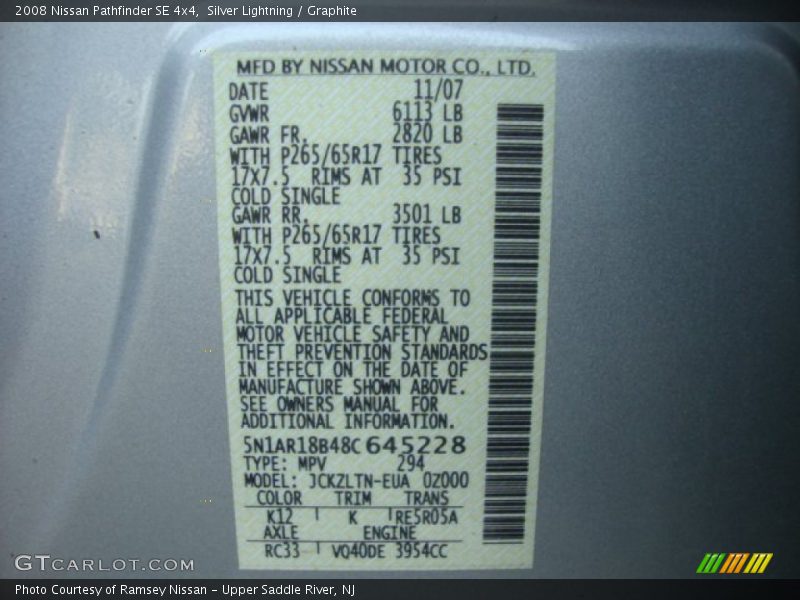 2008 Nissan Pathfinder SE 4x4,  Silver Lightning / Graphite
MFD BY NISSAN MOTOR CO., LTD.
DATE 11/07
GVWR 6113 LB
GAWR FR. 2820 LB
WITH P265/65R17 TIRES
17X7.5 RIMS AT 35 PSI
COLD SINGLE
GAWR RR. 3501 LB
WITH P265/65R17 TIRES
17X7.5 RIMS AT 35 PSI
COLD SINGLE
THIS VEHICLE CONFORMS TO
ALL APPLICABLE FEDERAL
MOTOR VEHICLE SAFETY AND
THEFT PREVENTION STANDARDS
IN EFFECT ON THE DATE OF
MANUFACTURE SHOWN ABOVE.
SEE OWNERS MANUAL FOR
ADDITIONAL INFORMATION.
5N1AR18B48C645228
TYPE: MPV 294
MODEL: JCKZLTN-EUA 0Z000
COLOR TRIM TRANS
K12 K RE5R05A
AXLE ENGINE
RC33 VQ40DE 3954CC
GTCARLOT.COM
Photo Courtesy of Ramsey Nissan - Upper Saddle River, NJ